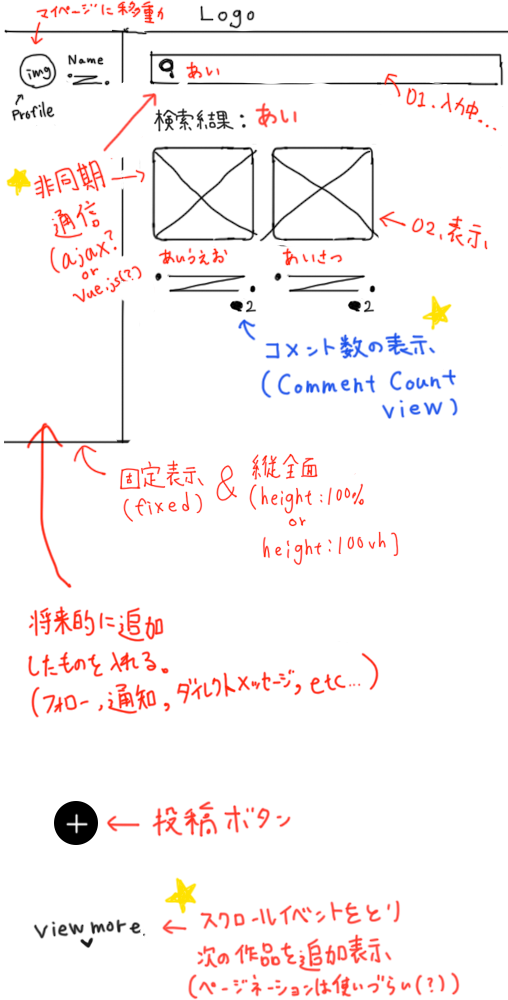 マイページに移動
Logo
img
Name
Profile
あい
01.入力中...
検索結果：あい
非同期
通信
(ajax?
or
Vue.js(?)
02.表示
あいうえお
あいさつ
2
2
コメント数の表示
(Comment Count
view)
固定表示
(fixed)
&
縦全面
(height:100%
or
height:100vh]
将来的に追加
したものを入れる。
(フォロー,通知,ダイレクトメッセージ,etc...)
+
投稿ボタン
view more.
スクロールイベントをとり
次の作品を追加表示
(ページネーションは使いづらい(?))